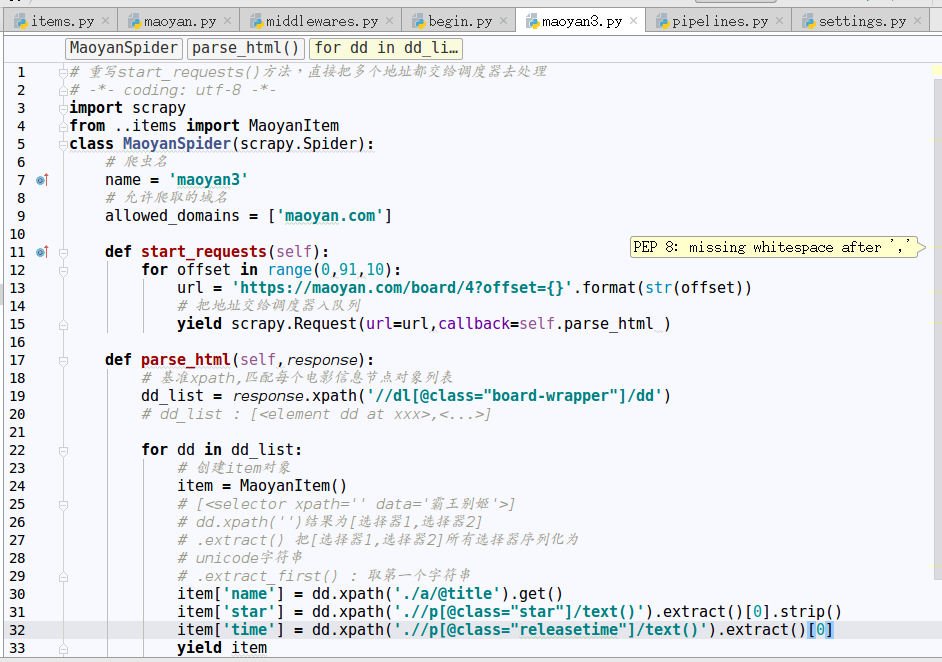 items.py × maoyan.py × middlewares.py × begin.py × maoyan3.py × pipelines.py × settings.py ×
MaoyanSpider parse_html() for dd in dd_li…
1 # 重写start_requests()方法，直接把多个地址都交给调度器去处理
2 # -*- coding: utf-8 -*-
3 import scrapy
4 from ..items import MaoyanItem
5 class MaoyanSpider(scrapy.Spider):
6 # 爬虫名
7 name = 'maoyan3'
8 # 允许爬取的域名
9 allowed_domains = ['maoyan.com']
10
11 def start_requests(self):
PEP 8: missing whitespace after ','
12 for offset in range(0,91,10):
13 url = 'https://maoyan.com/board/4?offset={}'.format(str(offset))
14 # 把地址交给调度器入队列
15 yield scrapy.Request(url=url,callback=self.parse_html )
16
17 def parse_html(self,response):
18 # 基准xpath,匹配每个电影信息节点对象列表
19 dd_list = response.xpath('//dl[@class="board-wrapper"]/dd')
20 # dd_list : [<element dd at xxx>,<...>]
21
22 for dd in dd_list:
23 # 创建item对象
24 item = MaoyanItem()
25 # [<selector xpath='' data='霸王别姬'>]
26 # dd.xpath('')结果为[选择器1,选择器2]
27 # .extract() 把[选择器1,选择器2]所有选择器序列化为
28 # unicode字符串
29 # .extract_first() : 取第一个字符串
30 item['name'] = dd.xpath('./a/@title').get()
31 item['star'] = dd.xpath('.//p[@class="star"]/text()').extract()[0].strip()
32 item['time'] = dd.xpath('.//p[@class="releasetime"]/text()').extract()[0]
33 yield item